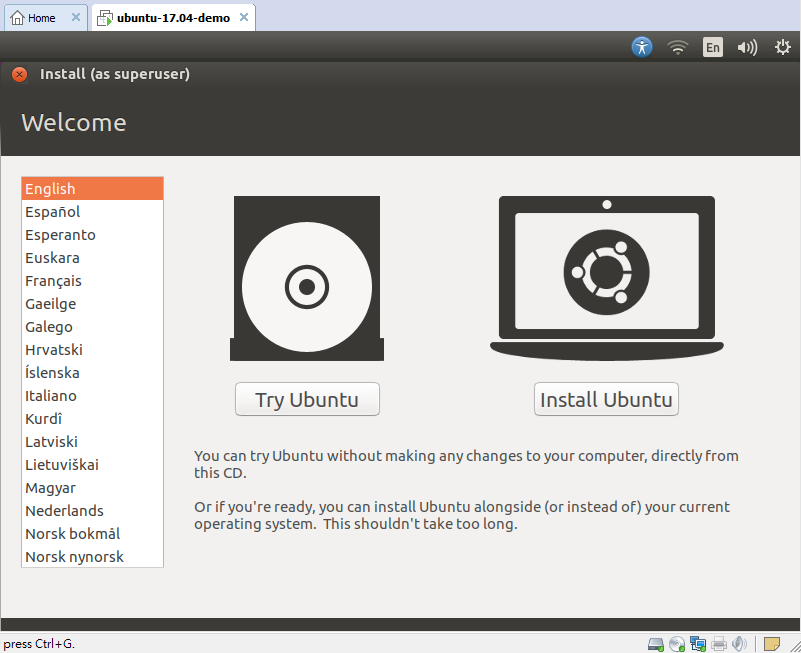 Home
ubuntu-17.04-demo
En
Install (as superuser)
Welcome
English
Español
Esperanto
Euskara
Français
Gaeilge
Galego
Hrvatski
Íslenska
Italiano
Kurdî
Latviski
Lietuviškai
Magyar
Nederlands
Norsk bokmål
Norsk nynorsk
Try Ubuntu
Install Ubuntu
You can try Ubuntu without making any changes to your computer, directly from
this CD.
Or if you're ready, you can install Ubuntu alongside (or instead of) your current
operating system.  This shouldn't take too long.
press Ctrl+G.